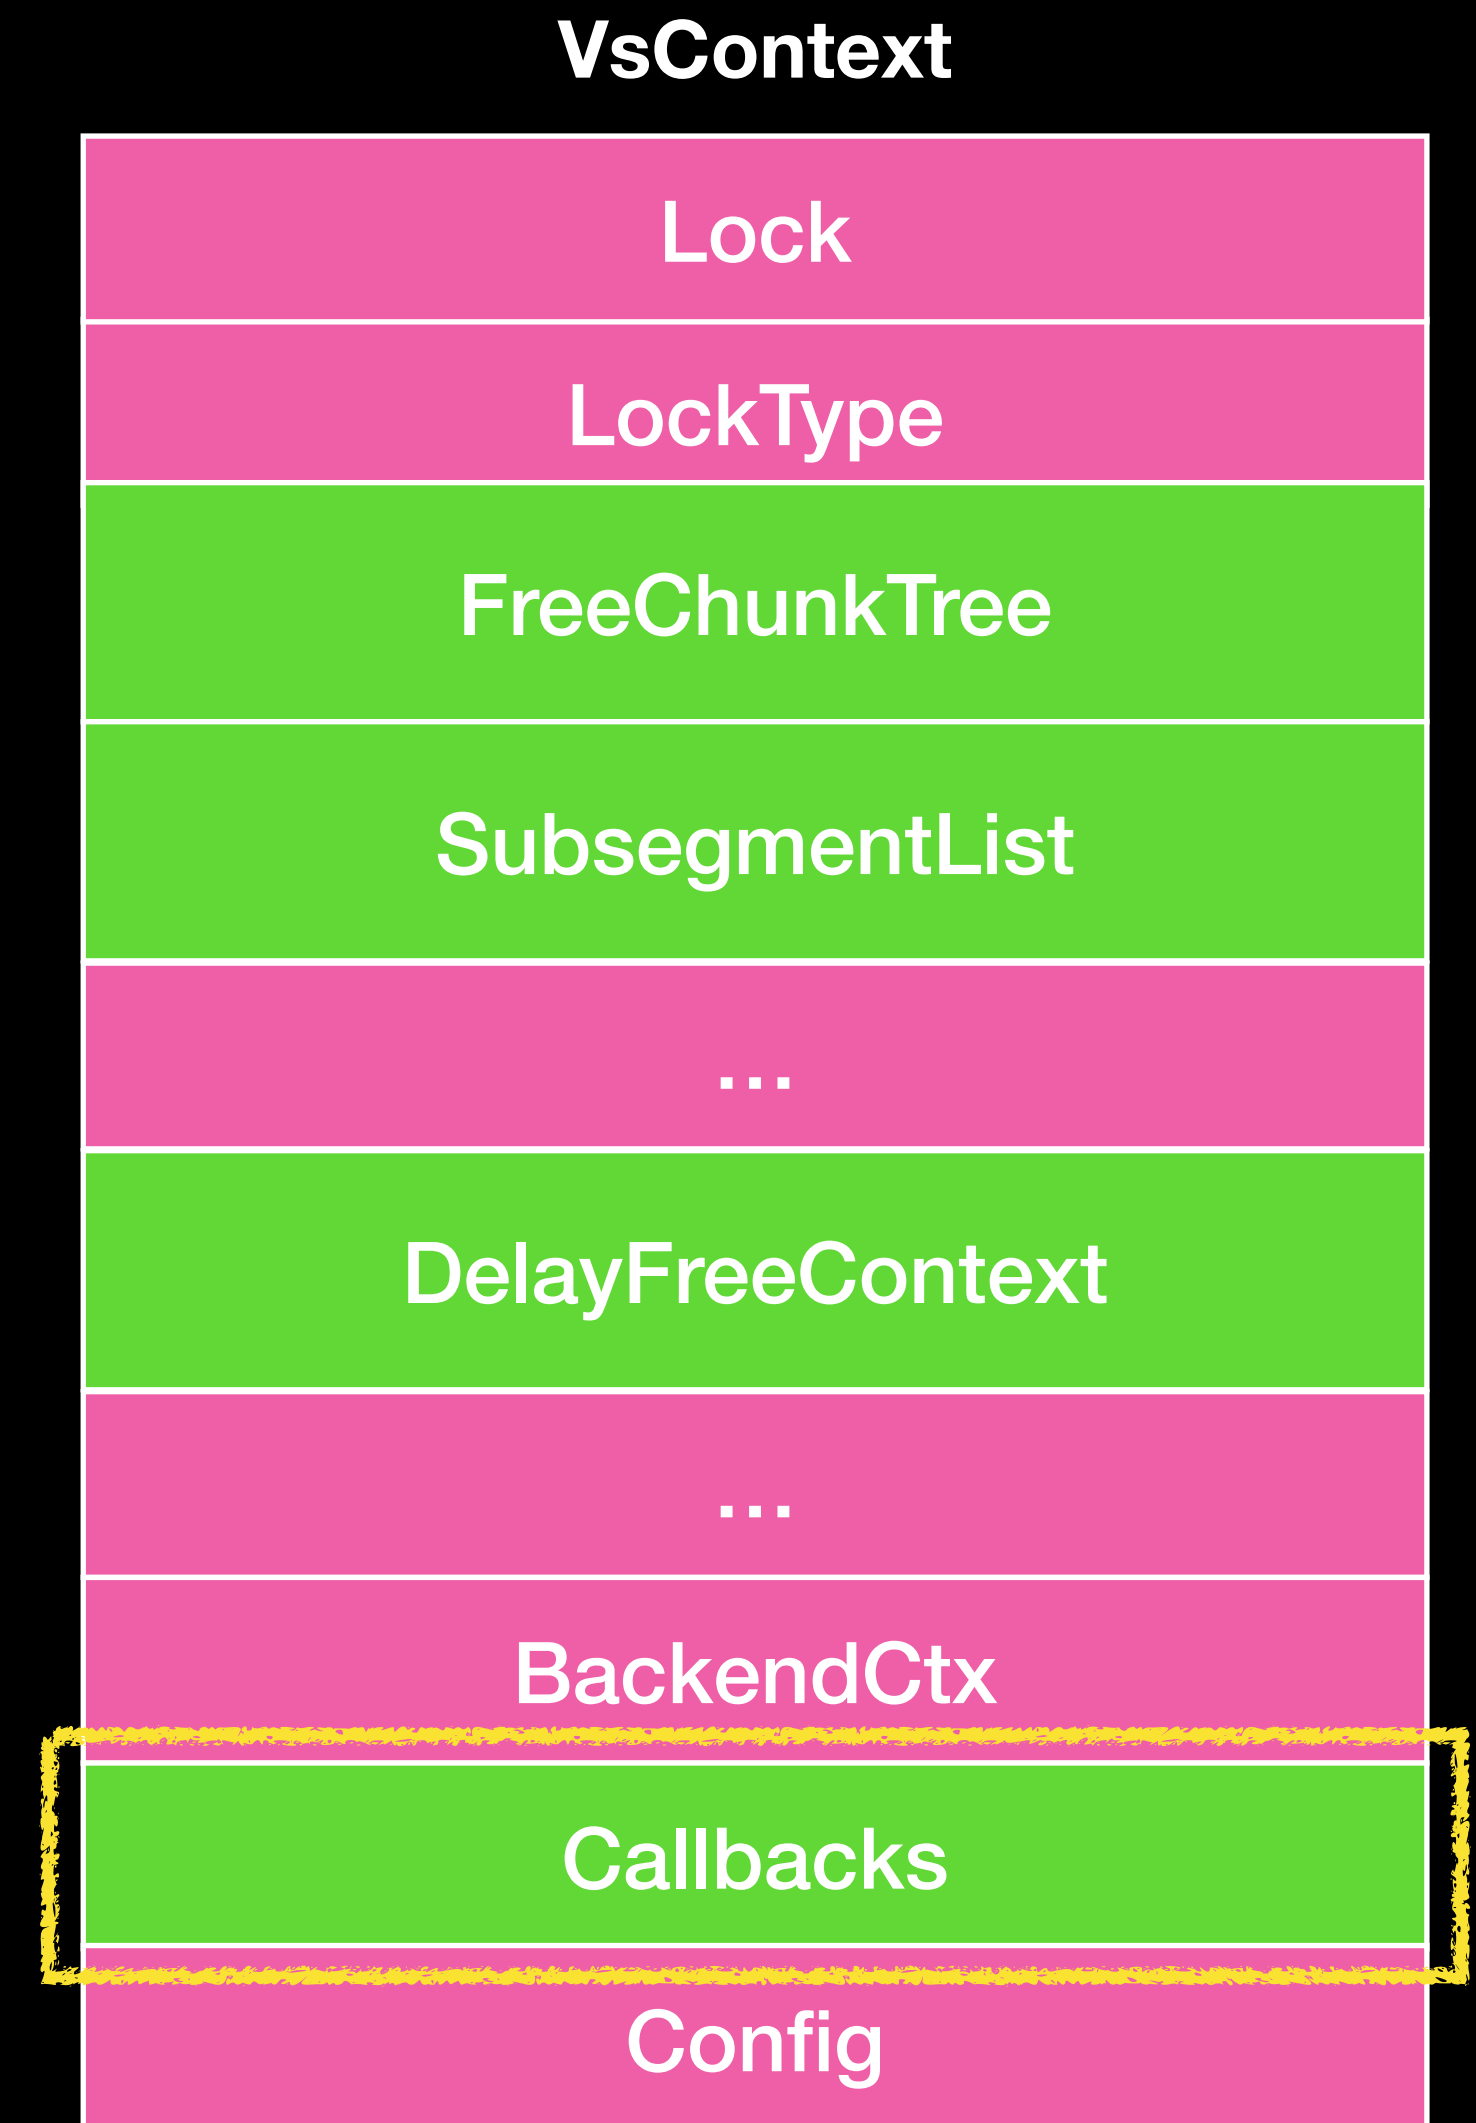 VsContext
Lock
LockType
FreeChunkTree
SubsegmentList
...
DelayFreeContext
...
BackendCtx
Callbacks
Config